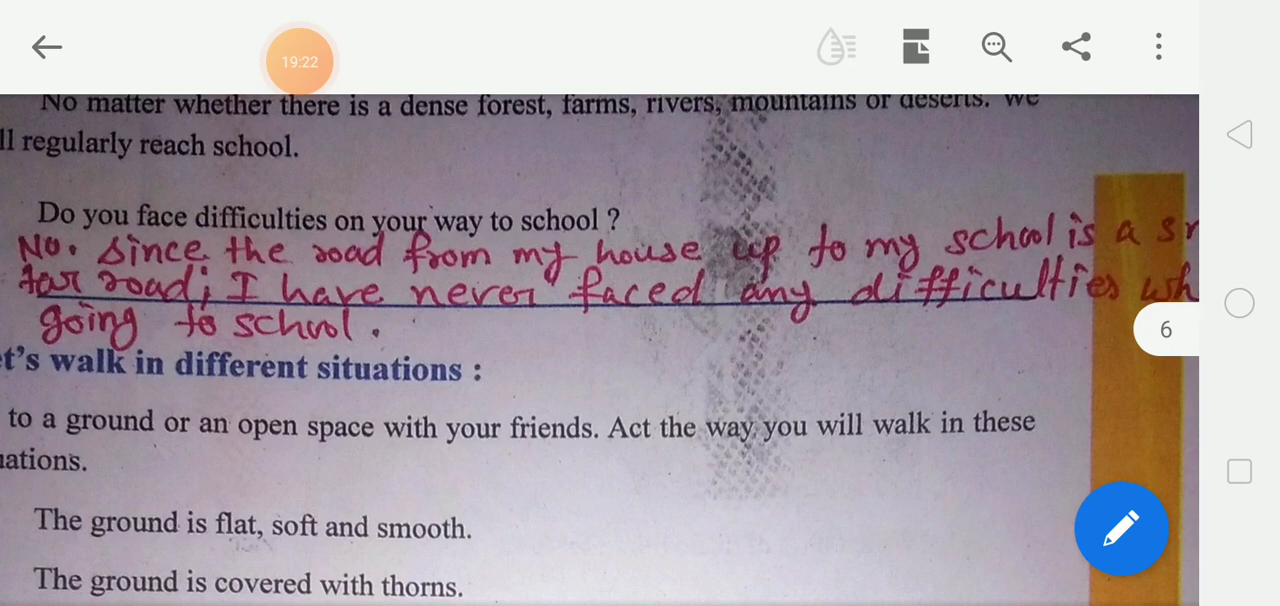 19:22
No matter whether there is a dense forest, farms, rivers, mountains or deserts. We
ll regularly reach school.
Do you face difficulties on your way to school ?
No. Since the road from my house up to my school is a sr
tar road; I have never faced any difficulties wh
going to school.
6
t's walk in different situations :
to a ground or an open space with your friends. Act the way you will walk in these
uations.
The ground is flat, soft and smooth.
The ground is covered with thorns.